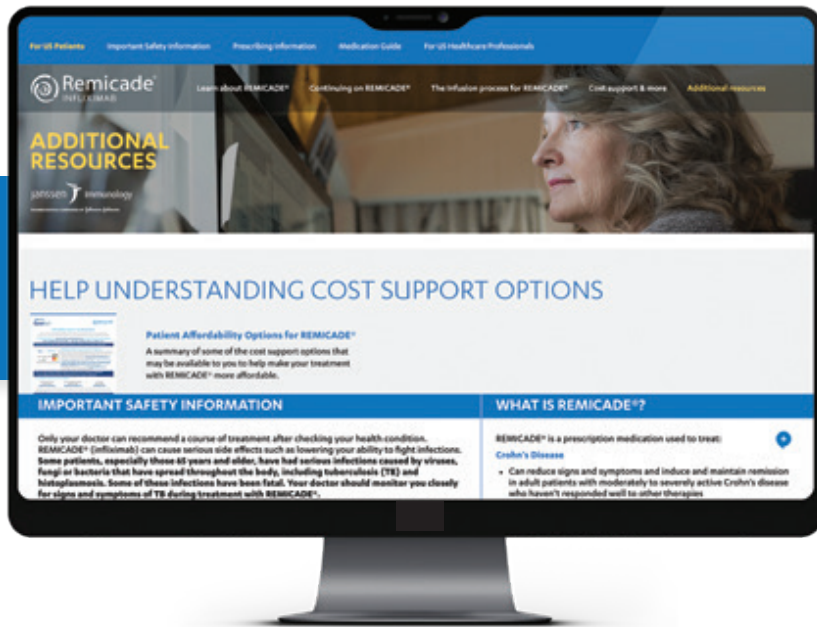 For US Patients Important Safety Information Prescribing Information Medication Guide For US Healthcare Professionals
Remicade®
INFLIXIMAB
Learn about REMICADE® Continuing on REMICADE® The Infusion process for REMICADE® Cost support & more Additional resources
ADDITIONAL
RESOURCES
janssen Immunology
HELP UNDERSTANDING COST SUPPORT OPTIONS
Patient Affordability Options for REMICADE®
A summary of some of the cost support options that
may be available to you to help make your treatment
with REMICADE® more affordable.
IMPORTANT SAFETY INFORMATION
Only your doctor can recommend a course of treatment after checking your health condition.
REMICADE® (infliximab) can cause serious side effects such as lowering your ability to fight infections.
Some patients, especially those 65 years and older, have had serious infections caused by viruses,
fungi or bacteria that have spread throughout the body, including tuberculosis (TB) and
histoplasmosis. Some of these infections have been fatal. Your doctor should monitor you closely
for signs and symptoms of TB during treatment with REMICADE®.
WHAT IS REMICADE®?
REMICADE® is a prescription medication used to treat:
Crohn's Disease
• Can reduce signs and symptoms and induce and maintain remission
in adult patients with moderately to severely active Crohn's disease
who haven't responded well to other therapies